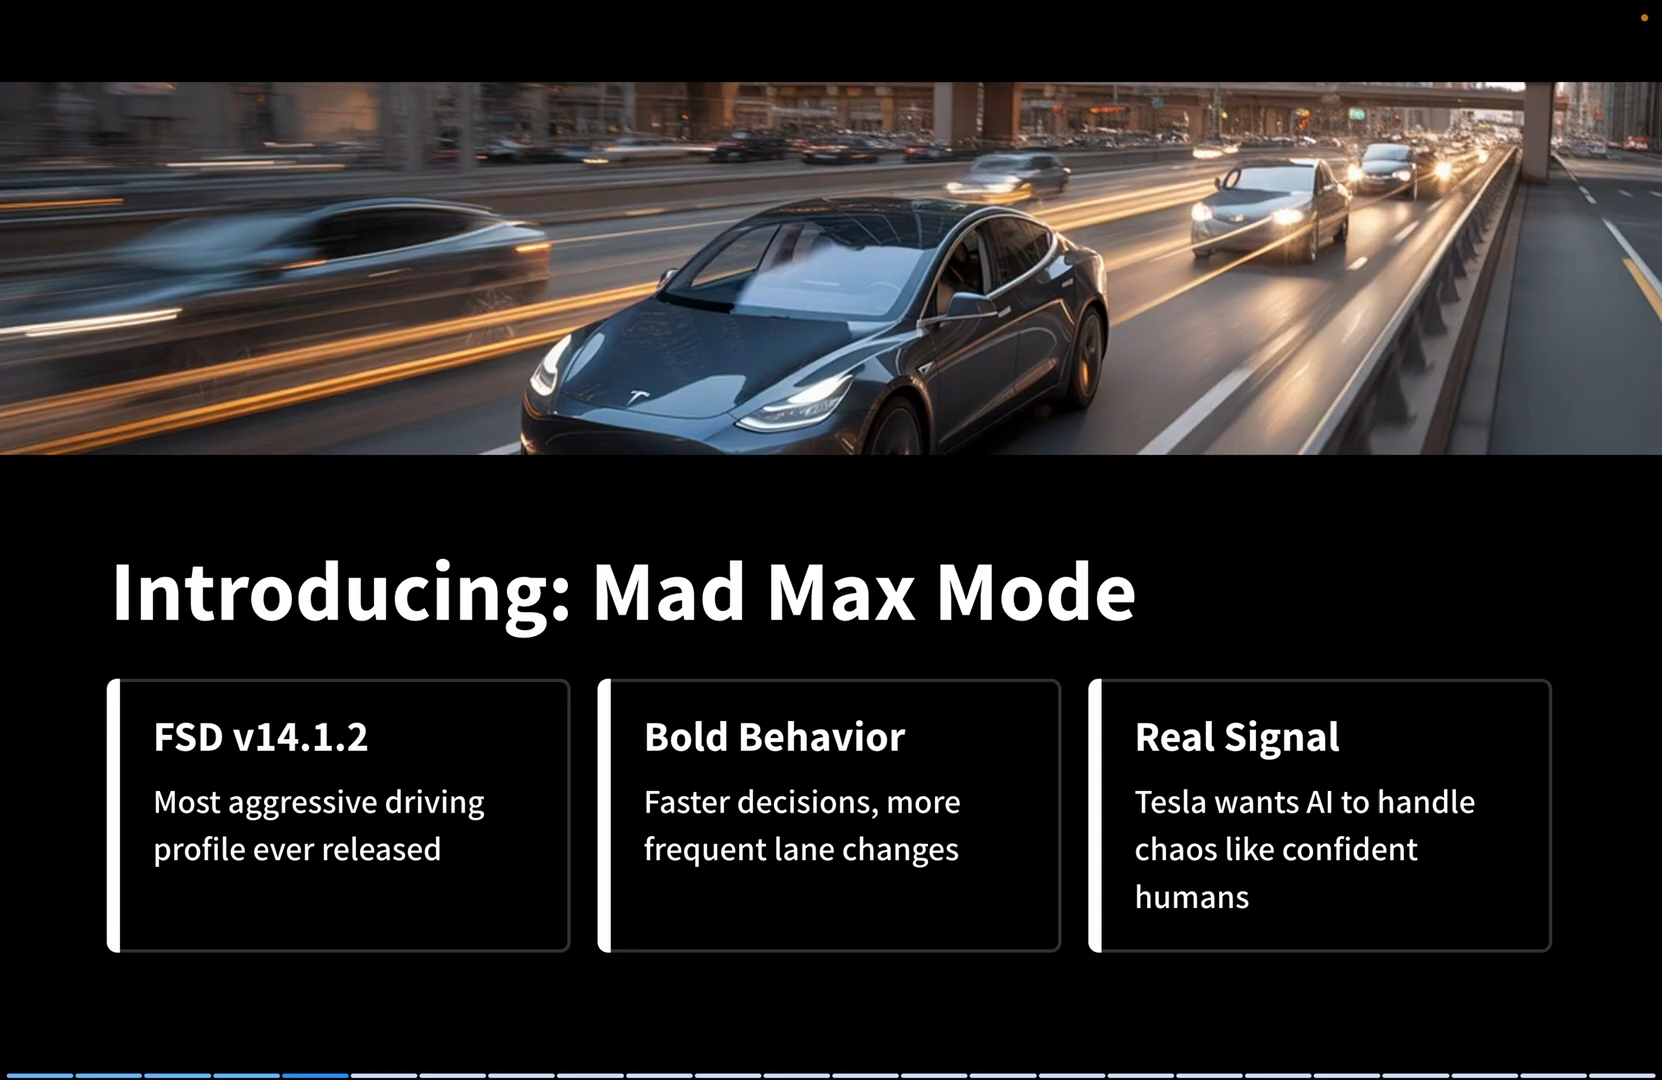 Introducing: Mad Max Mode
FSD v14.1.2
Most aggressive driving
profile ever released
Bold Behavior
Faster decisions, more
frequent lane changes
Real Signal
Tesla wants AI to handle
chaos like confident
humans